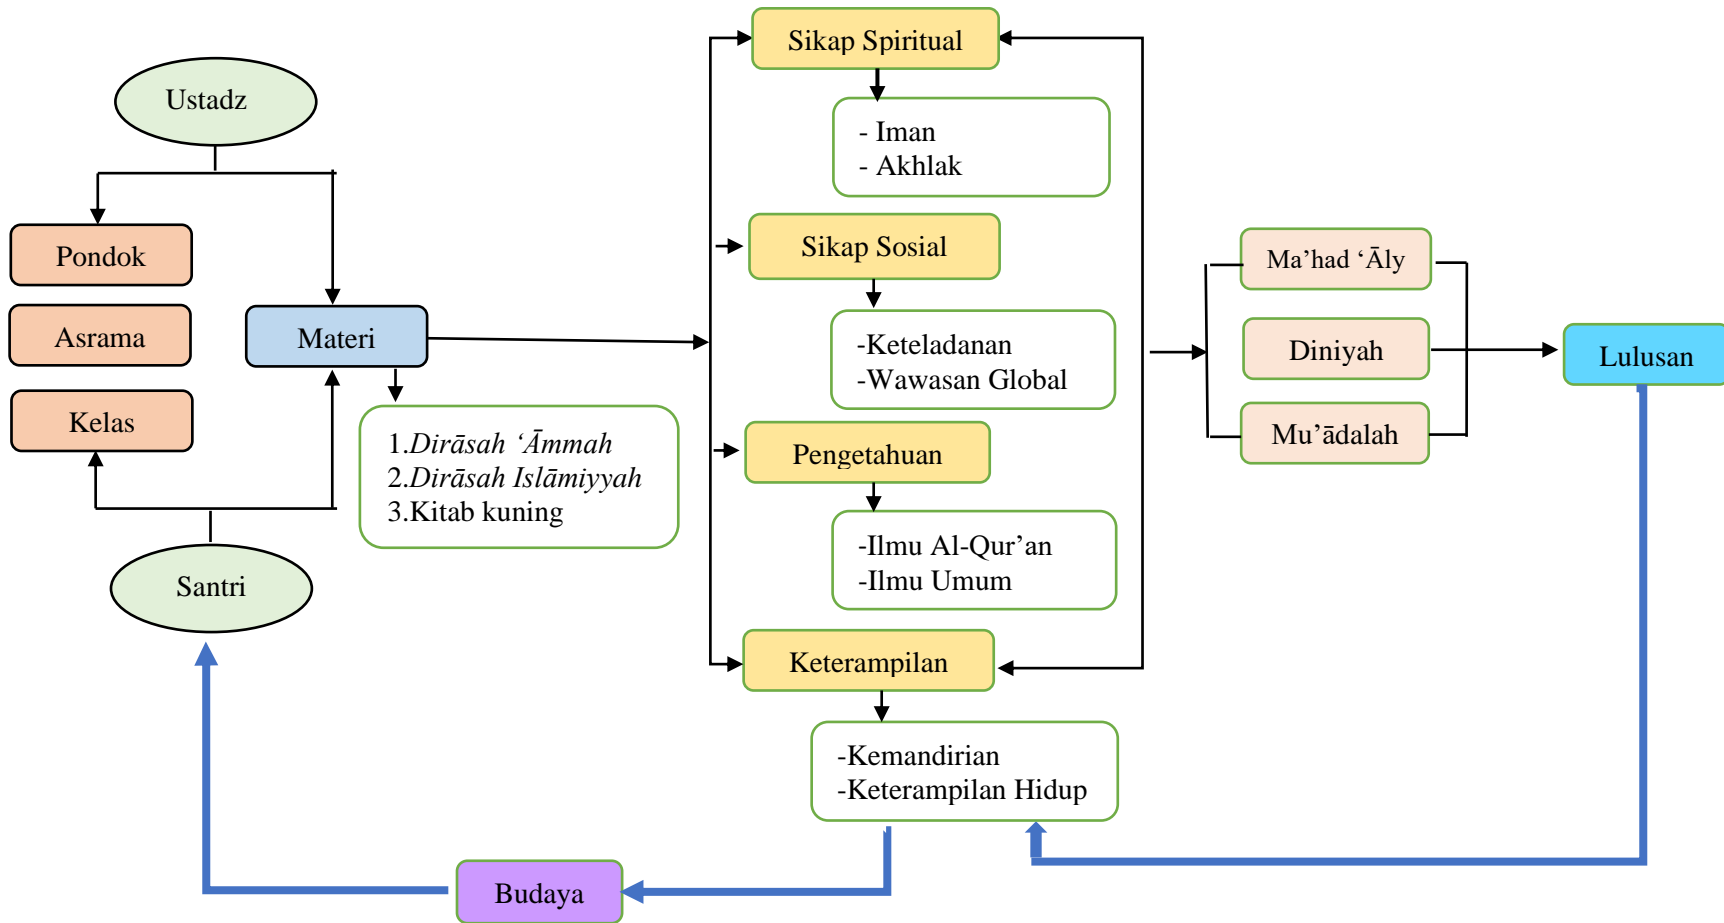 Ustadz
Pondok
Asrama
Kelas
Santri
Materi
1.Dirāsah ‘Āmmah
2.Dirāsah Islāmiyyah
3.Kitab kuning
Sikap Spiritual
- Iman
- Akhlak
Sikap Sosial
-Keteladanan
-Wawasan Global
Pengetahuan
-Ilmu Al-Qur’an
-Ilmu Umum
Keterampilan
-Kemandirian
-Keterampilan Hidup
Ma’had ‘Āly
Diniyah
Mu’ādalah
Lulusan
Budaya